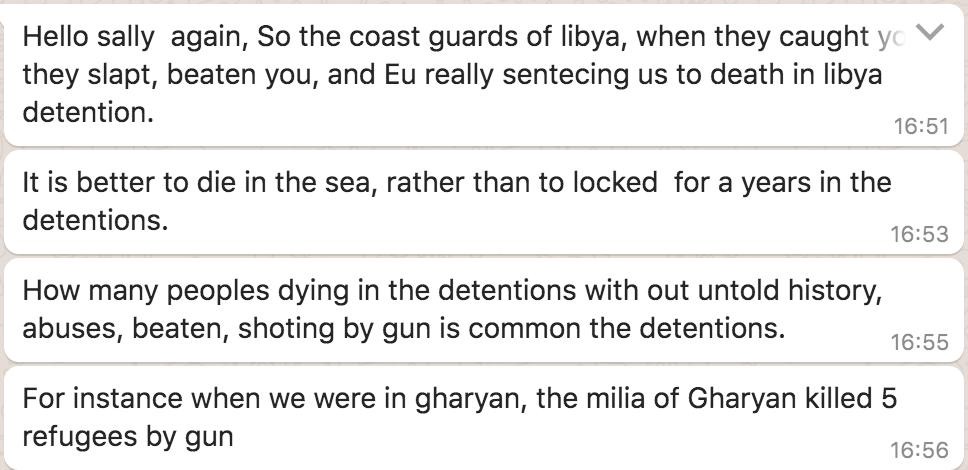 Hello sally  again, So the coast guards of libya, when they caught
they slapt, beaten you, and Eu really sentecing us to death in libya
detention.
16:51
It is better to die in the sea, rather than to locked  for a years in the
detentions.
16:53
How many peoples dying in the detentions with out untold history,
abuses, beaten, shoting by gun is common the detentions.
16:55
For instance when we were in gharyan, the milia of Gharyan killed 5
refugees by gun
16:56